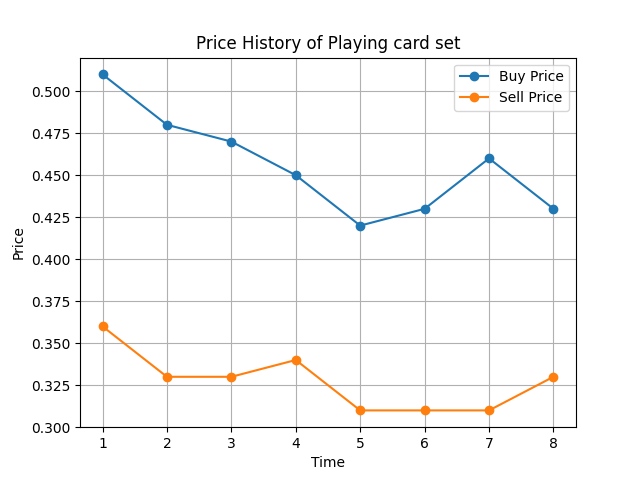 Price History of Playing card set
Buy Price
Sell Price
0.500
0.475
0.450
0.425
0.400
0.375
0.350
0.325
0.300
Price
1 2 3 4 5 6 7 8
Time